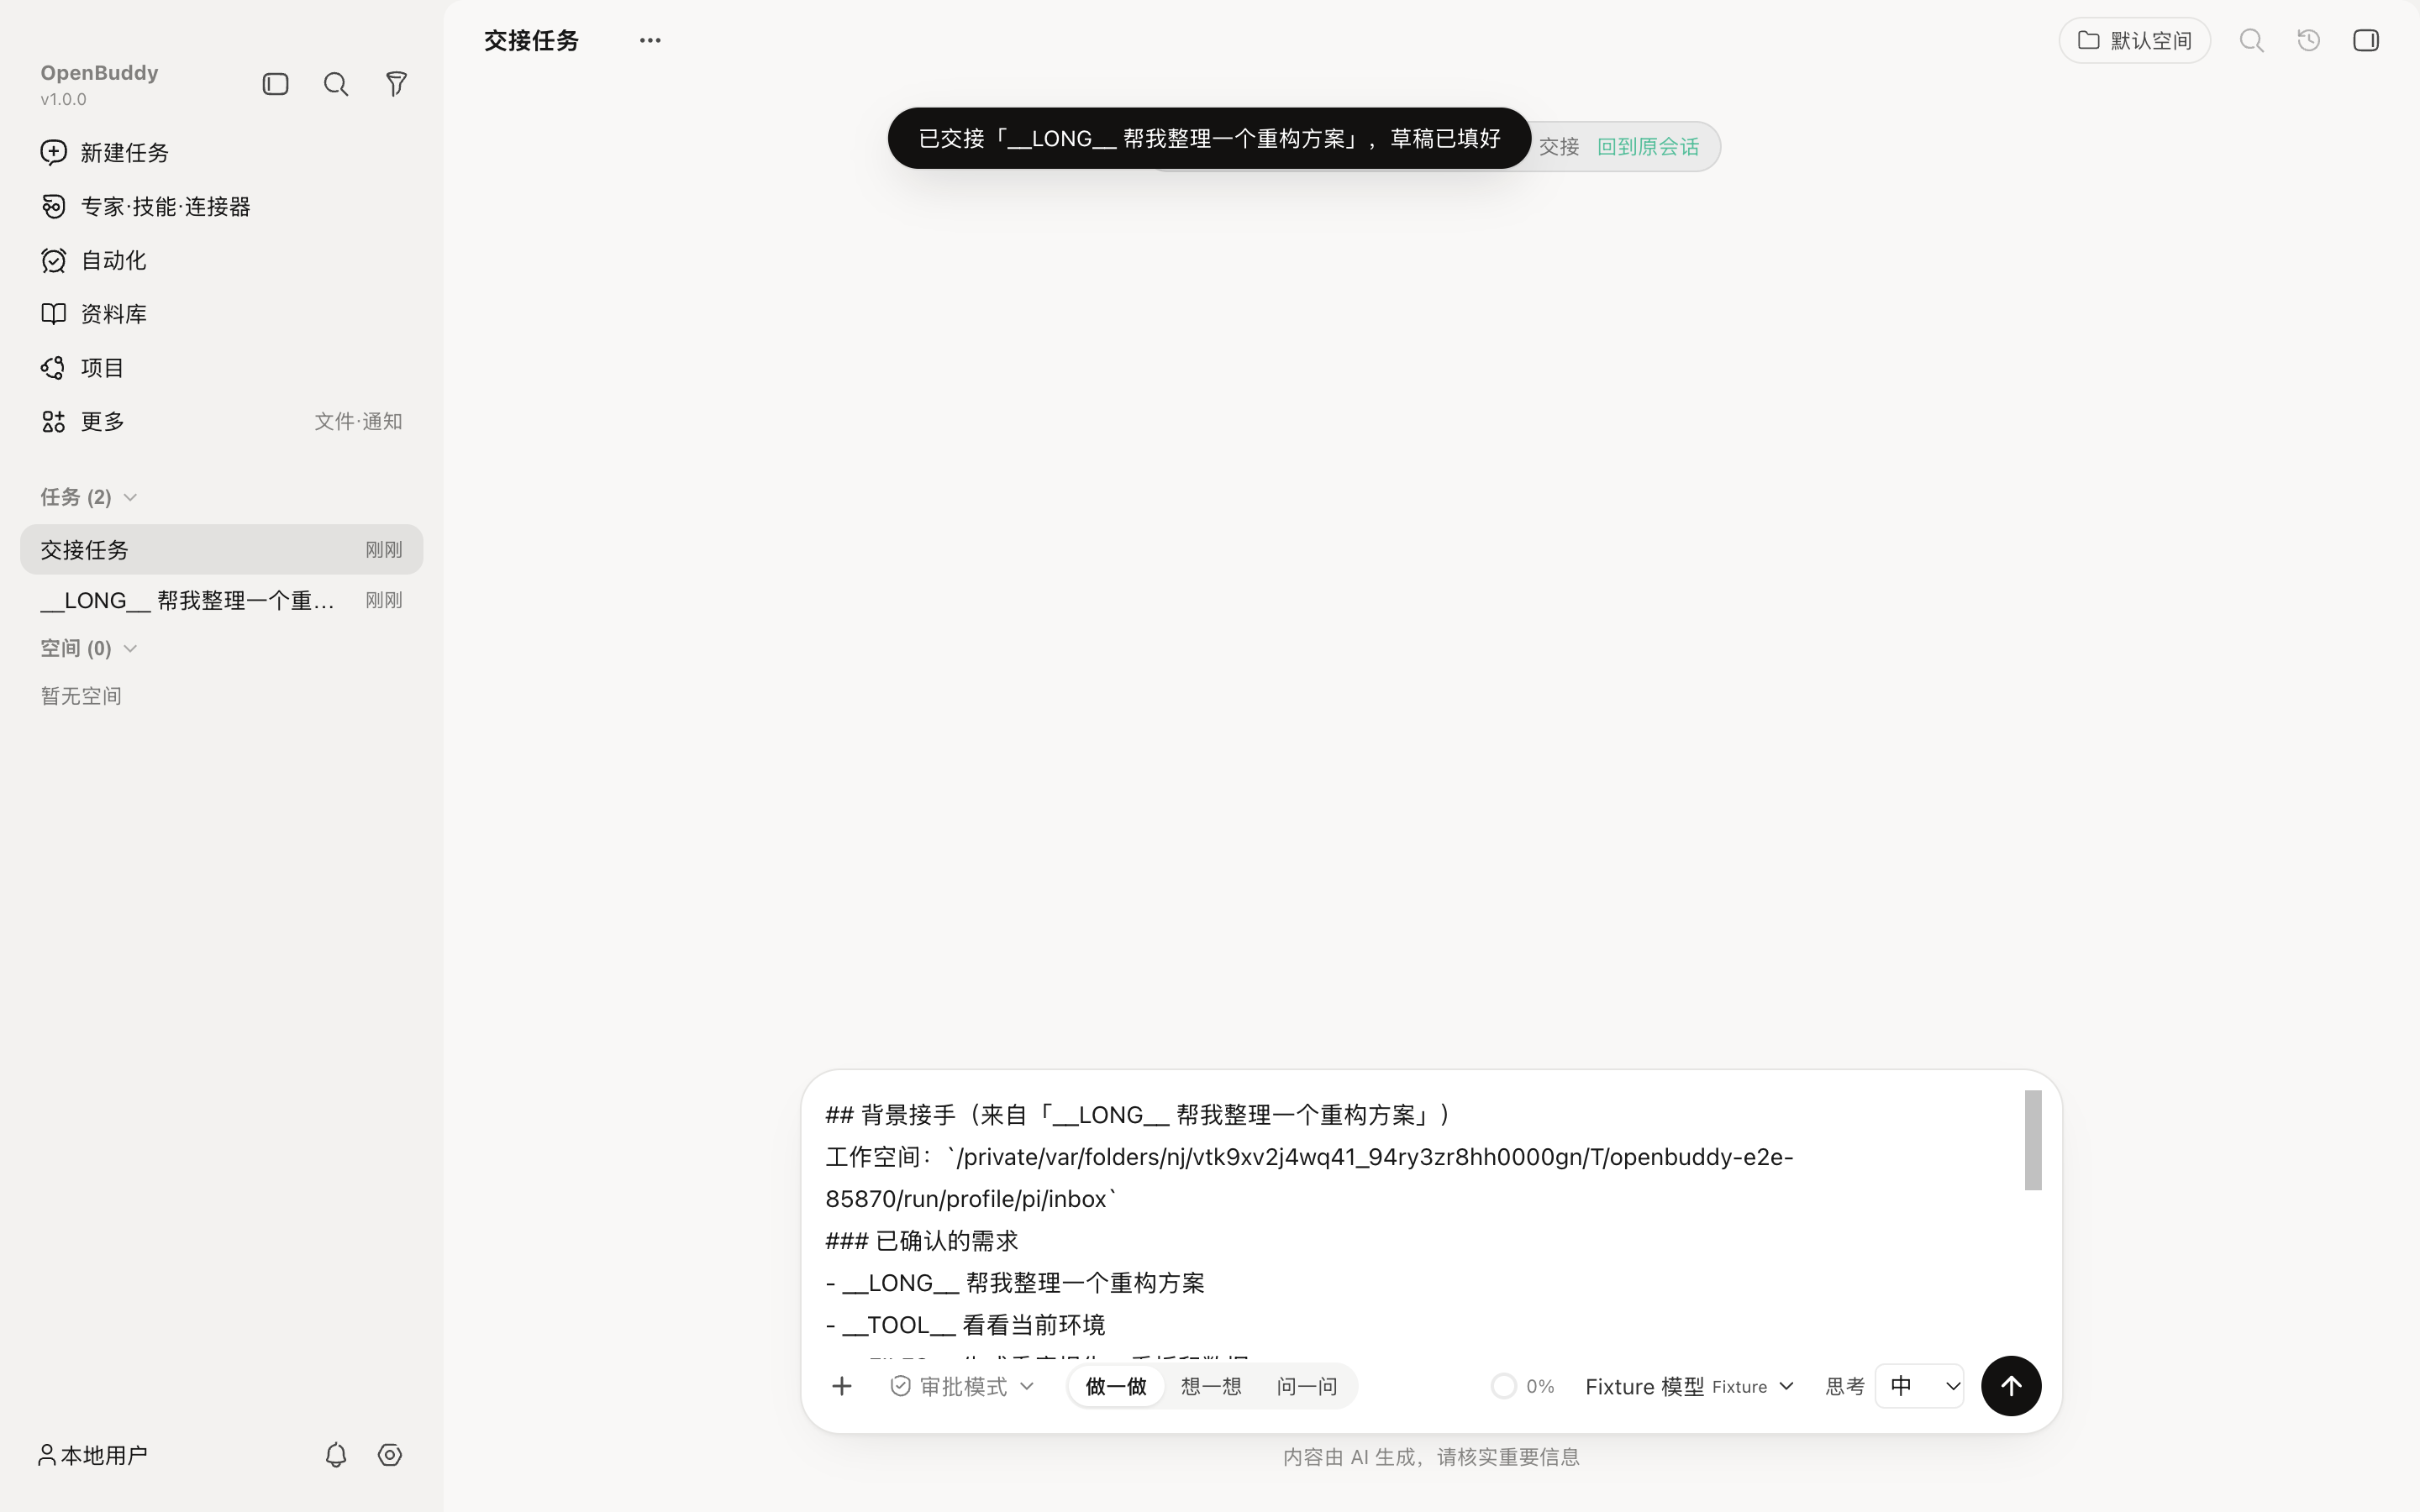 OpenBuddy
v1.0.0
新建任务
专家·技能·连接器
自动化
资料库
项目
更多 文件·通知
任务 (2)
交接任务 刚刚
__LONG__ 帮我整理一个重… 刚刚
空间 (0)
暂无空间
本地用户
交接任务
默认空间
已交接「__LONG__ 帮我整理一个重构方案」，草稿已填好
交接 回到原会话
## 背景接手（来自「__LONG__ 帮我整理一个重构方案」）
工作空间：`/private/var/folders/nj/vtk9xv2j4wq41_94ry3zr8hh0000gn/T/openbuddy-e2e-
85870/run/profile/pi/inbox`
### 已确认的需求
- __LONG__ 帮我整理一个重构方案
- __TOOL__ 看看当前环境
审批模式 做一做 想一想 问一问 0% Fixture 模型 Fixture 思考 中
内容由 AI 生成，请核实重要信息